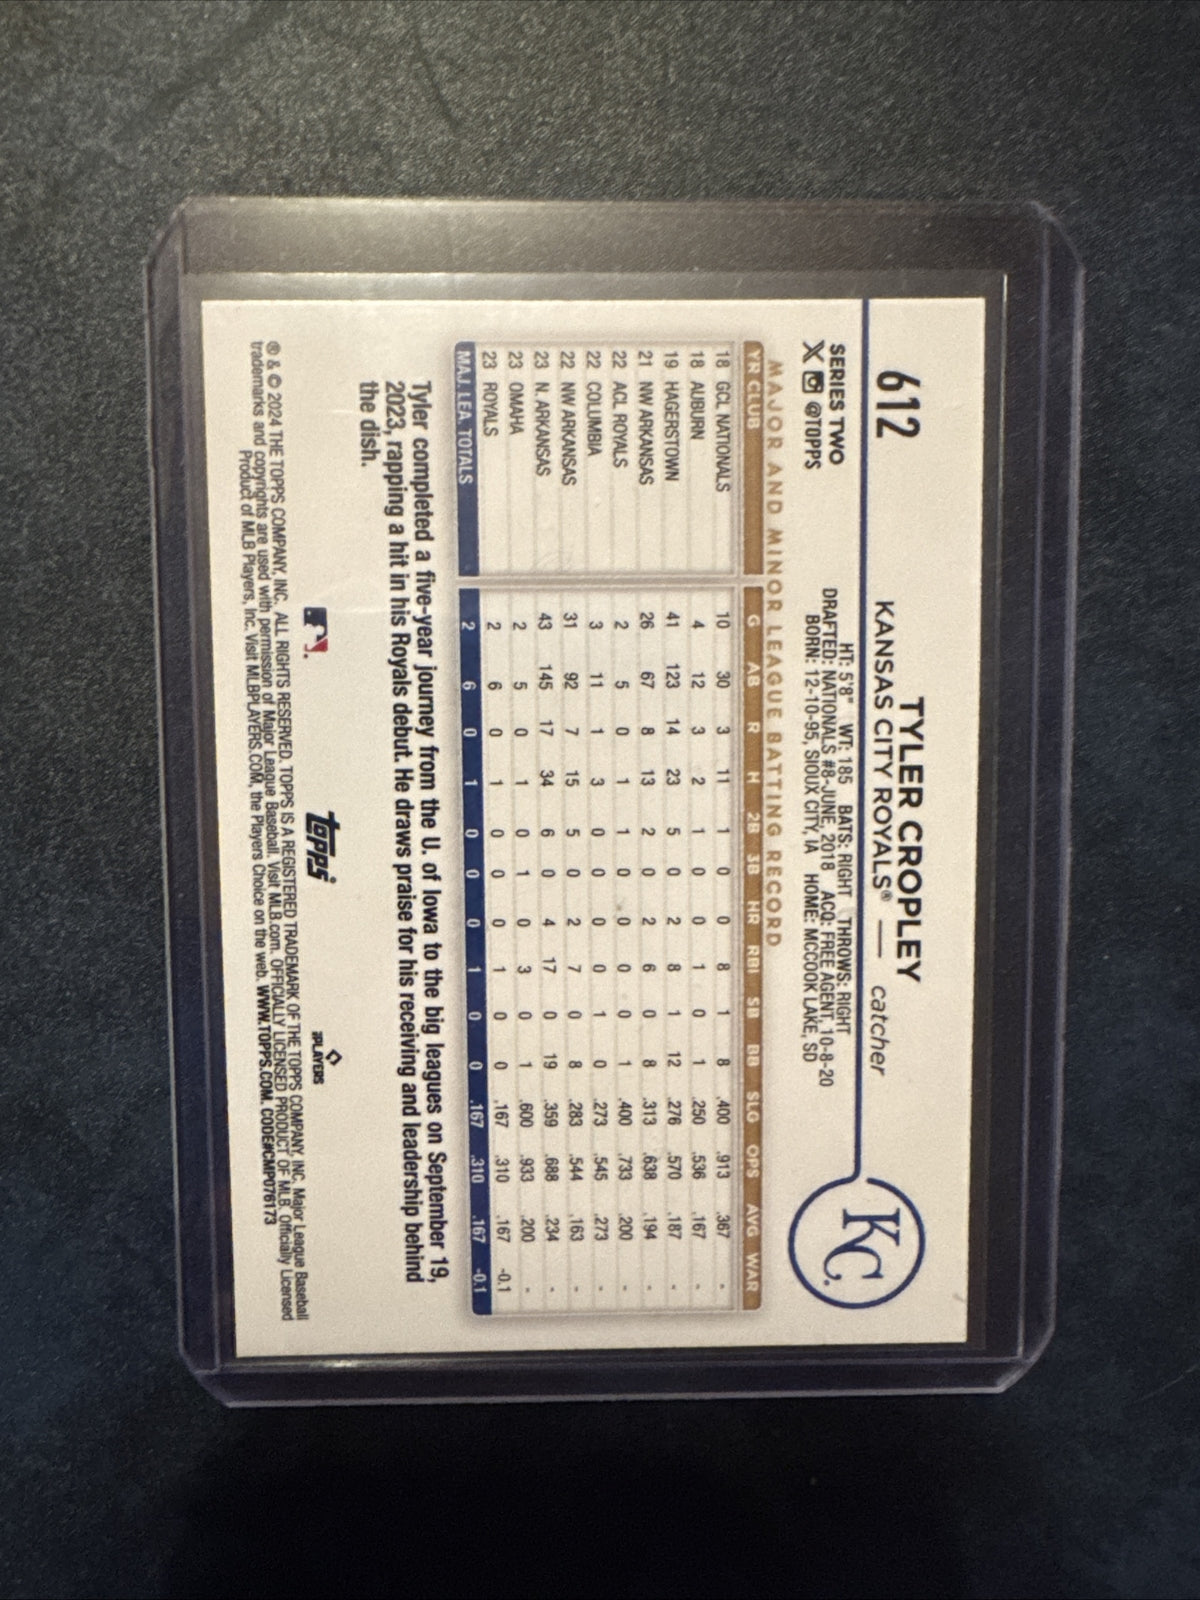 612
TYLER CROPLEY
KANSAS CITY ROYALS® — catcher
KC
SERIES TWO
@TOPPS
HT: 5'8" WT: 185 BATS: RIGHT THROWS: RIGHT
DRAFTED: NATIONALS #8-JUNE, 2018 ACQ: FREE AGENT, 10-8-20
BORN: 12-10-95, SIOUX CITY, IA HOME: MCCOOK LAKE, SD
MAJOR AND MINOR LEAGUE BATTING RECORD
YR CLUB G AB R H 2B 3B HR RBI SB BB SLG OPS AVG WAR
18 GCL NATIONALS 10 30 3 11 1 0 0 8 1 8 .400 .913 .367 -
18 AUBURN 4 12 3 2 1 0 0 1 0 1 .250 .536 .167 -
19 HAGERSTOWN 41 123 14 23 5 0 2 8 1 12 .276 .570 .187 -
21 NW ARKANSAS 26 67 8 13 2 0 2 6 0 8 .313 .638 .194 -
22 ACL ROYALS 2 5 0 1 1 0 0 0 0 1 .400 .733 .200 -
22 COLUMBIA 3 11 1 3 0 0 0 0 1 0 .273 .545 .273 -
22 NW ARKANSAS 31 92 7 15 5 0 2 7 0 8 .283 .544 .163 -
23 N. ARKANSAS 43 145 17 34 6 0 4 17 0 19 .359 .688 .234 -
23 OMAHA 2 5 0 1 0 1 0 3 0 1 .600 .933 .200 -
23 ROYALS 2 6 0 1 0 0 0 1 0 0 .167 .310 .167 -0.1
MAJ. LEA. TOTALS 2 6 0 1 0 0 0 1 0 0 .167 .310 .167 -0.1
Tyler completed a five-year journey from the U. of Iowa to the big leagues on September 19,
2023, rapping a hit in his Royals debut. He draws praise for his receiving and leadership behind
the dish.
topps
PLAYERS
® & © 2024 THE TOPPS COMPANY, INC. ALL RIGHTS RESERVED. TOPPS IS A REGISTERED TRADEMARK OF THE TOPPS COMPANY, INC. Major League Baseball
trademarks and copyrights are used with permission of Major League Baseball. Visit MLB.com. OFFICIALLY LICENSED PRODUCT OF MLB. Officially Licensed
Product of MLB Players, Inc. Visit MLBPLAYERS.COM, the Players Choice on the web. WWW.TOPPS.COM. CODE#CMP076173